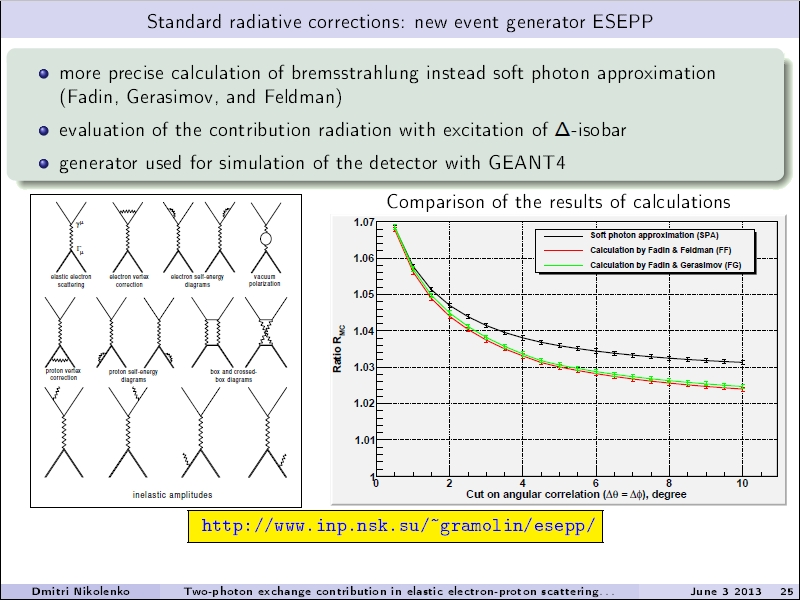 Standard radiative corrections: new event generator ESEPP
more precise calculation of bremsstrahlung instead soft photon approximation
(Fadin, Gerasimov, and Feldman)
evaluation of the contribution radiation with excitation of Δ-isobar
generator used for simulation of the detector with GEANT4
γμ
Γμ
elastic electron
scattering
electron vertex
correction
electron self-energy
diagrams
vacuum
polarization
proton vertex
correction
proton self-energy
diagrams
box and crossed-
box diagrams
inelastic amplitudes
Comparison of the results of calculations
Soft photon approximation (SPA)
Calculation by Fadin & Feldman (FF)
Calculation by Fadin & Gerasimov (FG)
Ratio RMC
1.07
1.06
1.05
1.04
1.03
1.02
1.01
1
0 2 4 6 8 10
Cut on angular correlation (Δθ = Δϕ), degree
http://www.inp.nsk.su/~gramolin/esepp/
Dmitri Nikolenko Two-photon exchange contribution in elastic electron-proton scattering... June 3 2013 25